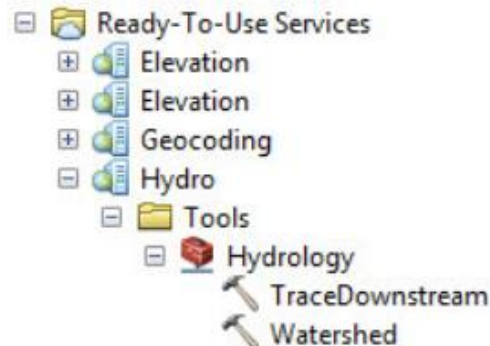 Ready-To-Use Services
Elevation
Elevation
Geocoding
Hydro
Tools
Hydrology
TraceDownstream
Watershed